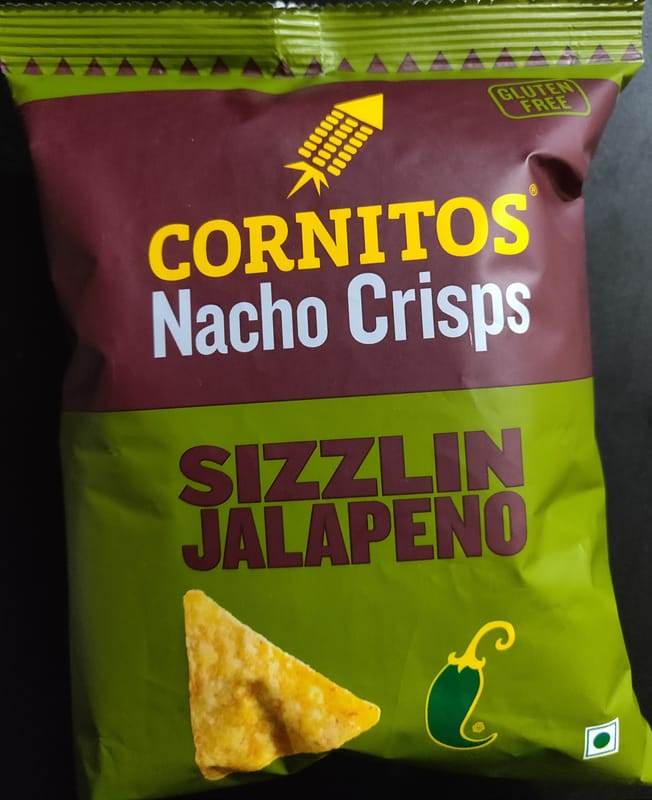 GLUTEN
FREE
CORNITOS®
Nacho Crisps
SIZZLIN
JALAPENO